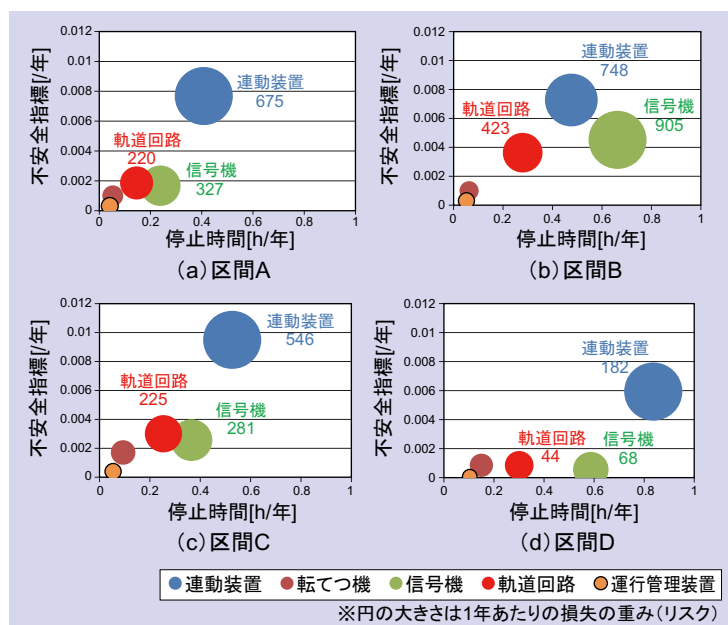 不安全指標[/年]
0.012
0.01
0.008
0.006
0.004
0.002
0
連動装置
675
軌道回路
220
信号機
327
0 0.2 0.4 0.6 0.8 1
停止時間[h/年]
(a)区間A
不安全指標[/年]
0.012
0.01
0.008
0.006
0.004
0.002
0
連動装置
748
軌道回路
423
信号機
905
0 0.2 0.4 0.6 0.8 1
停止時間[h/年]
(b)区間B
不安全指標[/年]
0.012
0.01
0.008
0.006
0.004
0.002
0
連動装置
546
軌道回路
225
信号機
281
0 0.2 0.4 0.6 0.8 1
停止時間[h/年]
(c)区間C
不安全指標[/年]
0.012
0.01
0.008
0.006
0.004
0.002
0
連動装置
182
軌道回路
44
信号機
68
0 0.2 0.4 0.6 0.8 1
停止時間[h/年]
(d)区間D
連動装置 転てつ機 信号機 軌道回路 運行管理装置
※円の大きさは1年あたりの損失の重み(リスク)